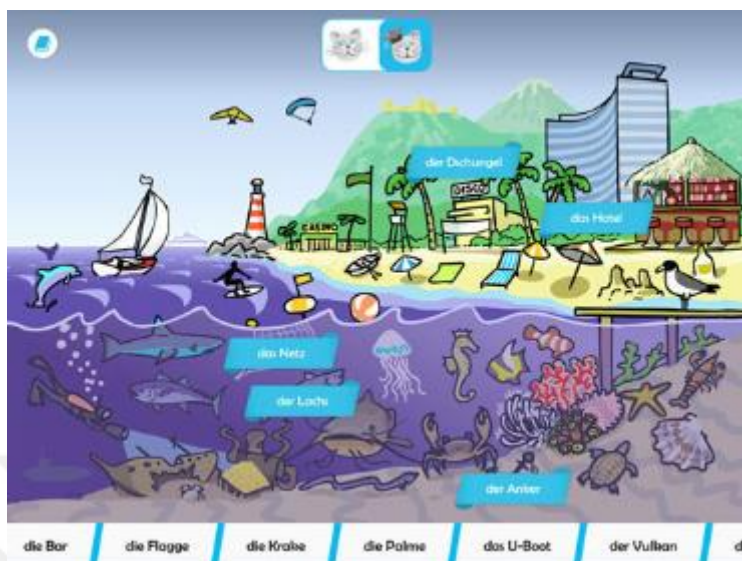 der Dschungel
DISCO
das Hotel
CASINO
das Netz
der Lachs
der Anker
die Bar
die Flagge
die Krake
die Palme
das U-Boot
der Vulkan
d